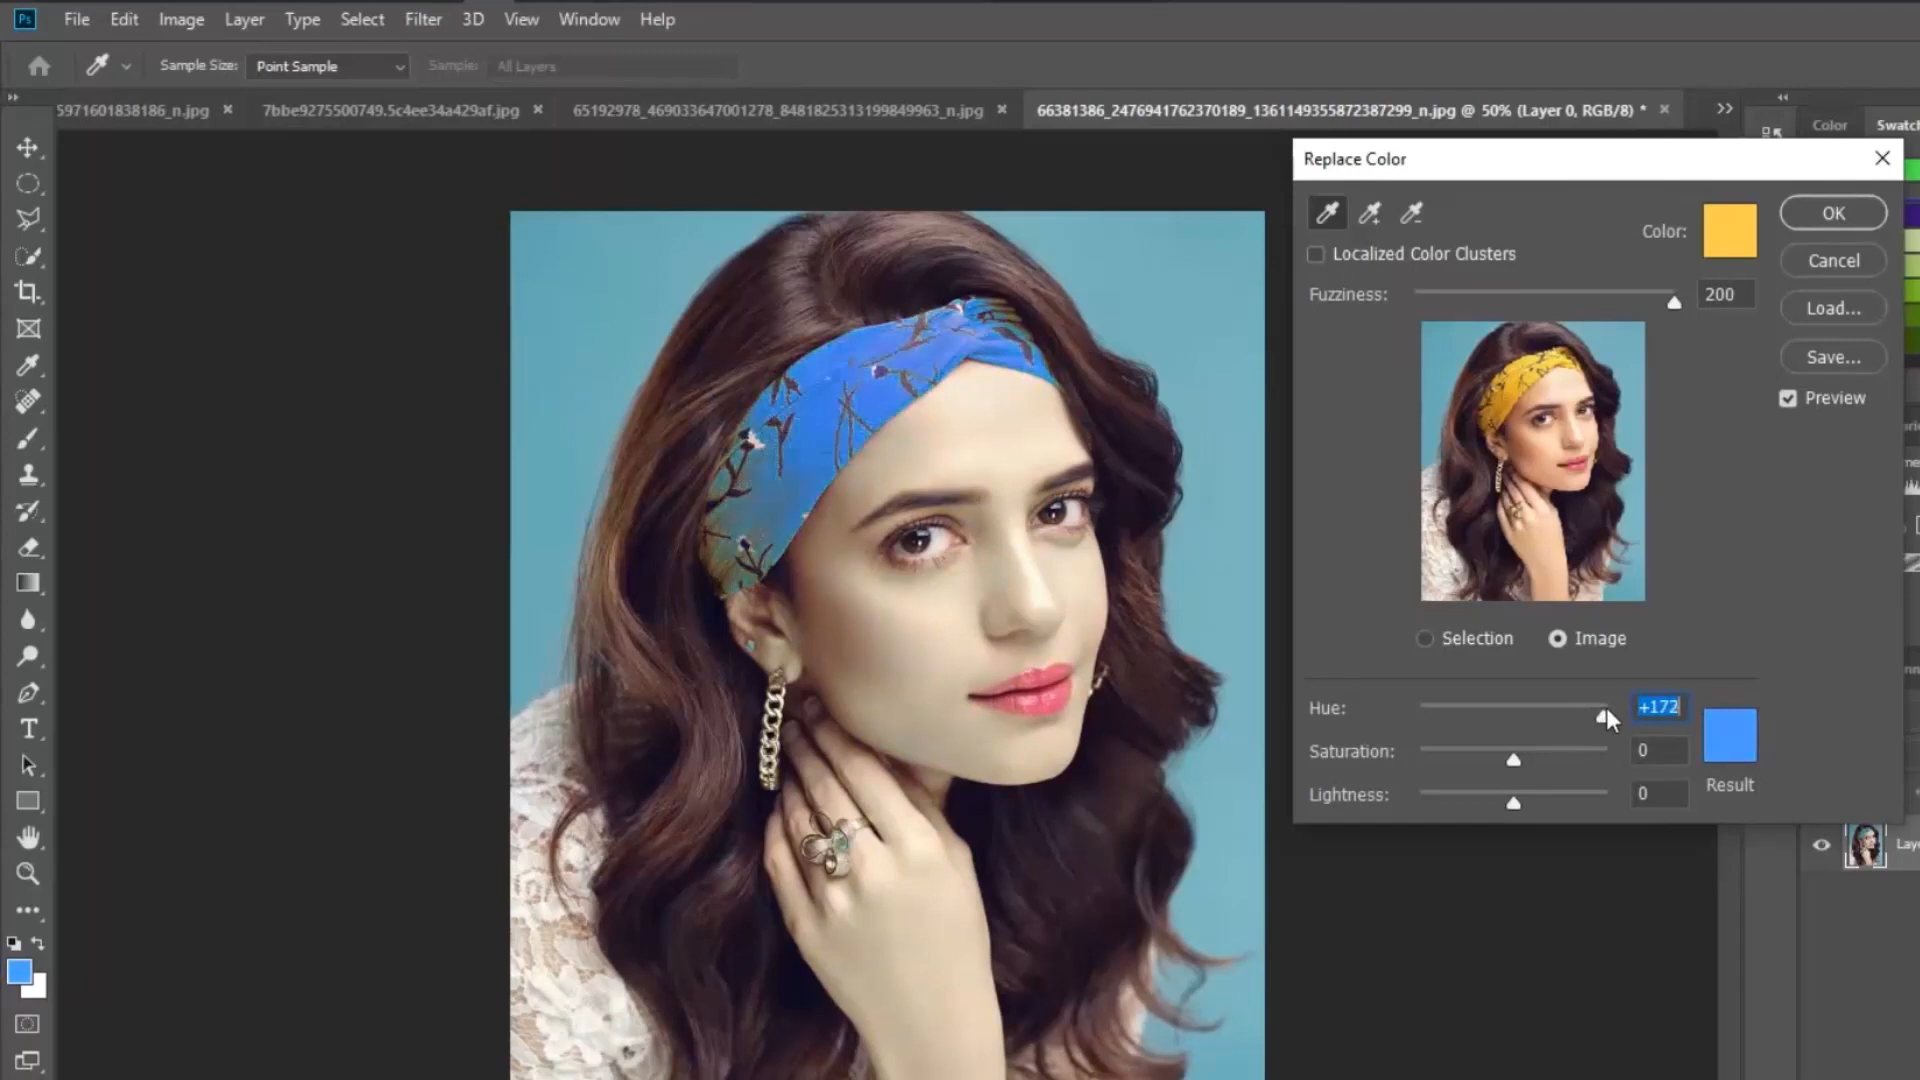 Ps File Edit Image Layer Type Select Filter 3D View Window Help
Sample Size: Point Sample Sample: All Layers
5971601838186_n.jpg × 7bbe9275500749.5c4ee34a429af.jpg × 65192978_469033647001278_8481825313199849963_n.jpg × 66381386_2476941762370189_1361149355872387299_n.jpg @ 50% (Layer 0, RGB/8) * ×
Color Swatc
Replace Color
Color:
OK
Localized Color Clusters
Cancel
Fuzziness: 200
Load...
Save...
Preview
Selection Image
Hue: +172
Saturation: 0
Result
Lightness: 0
Lay